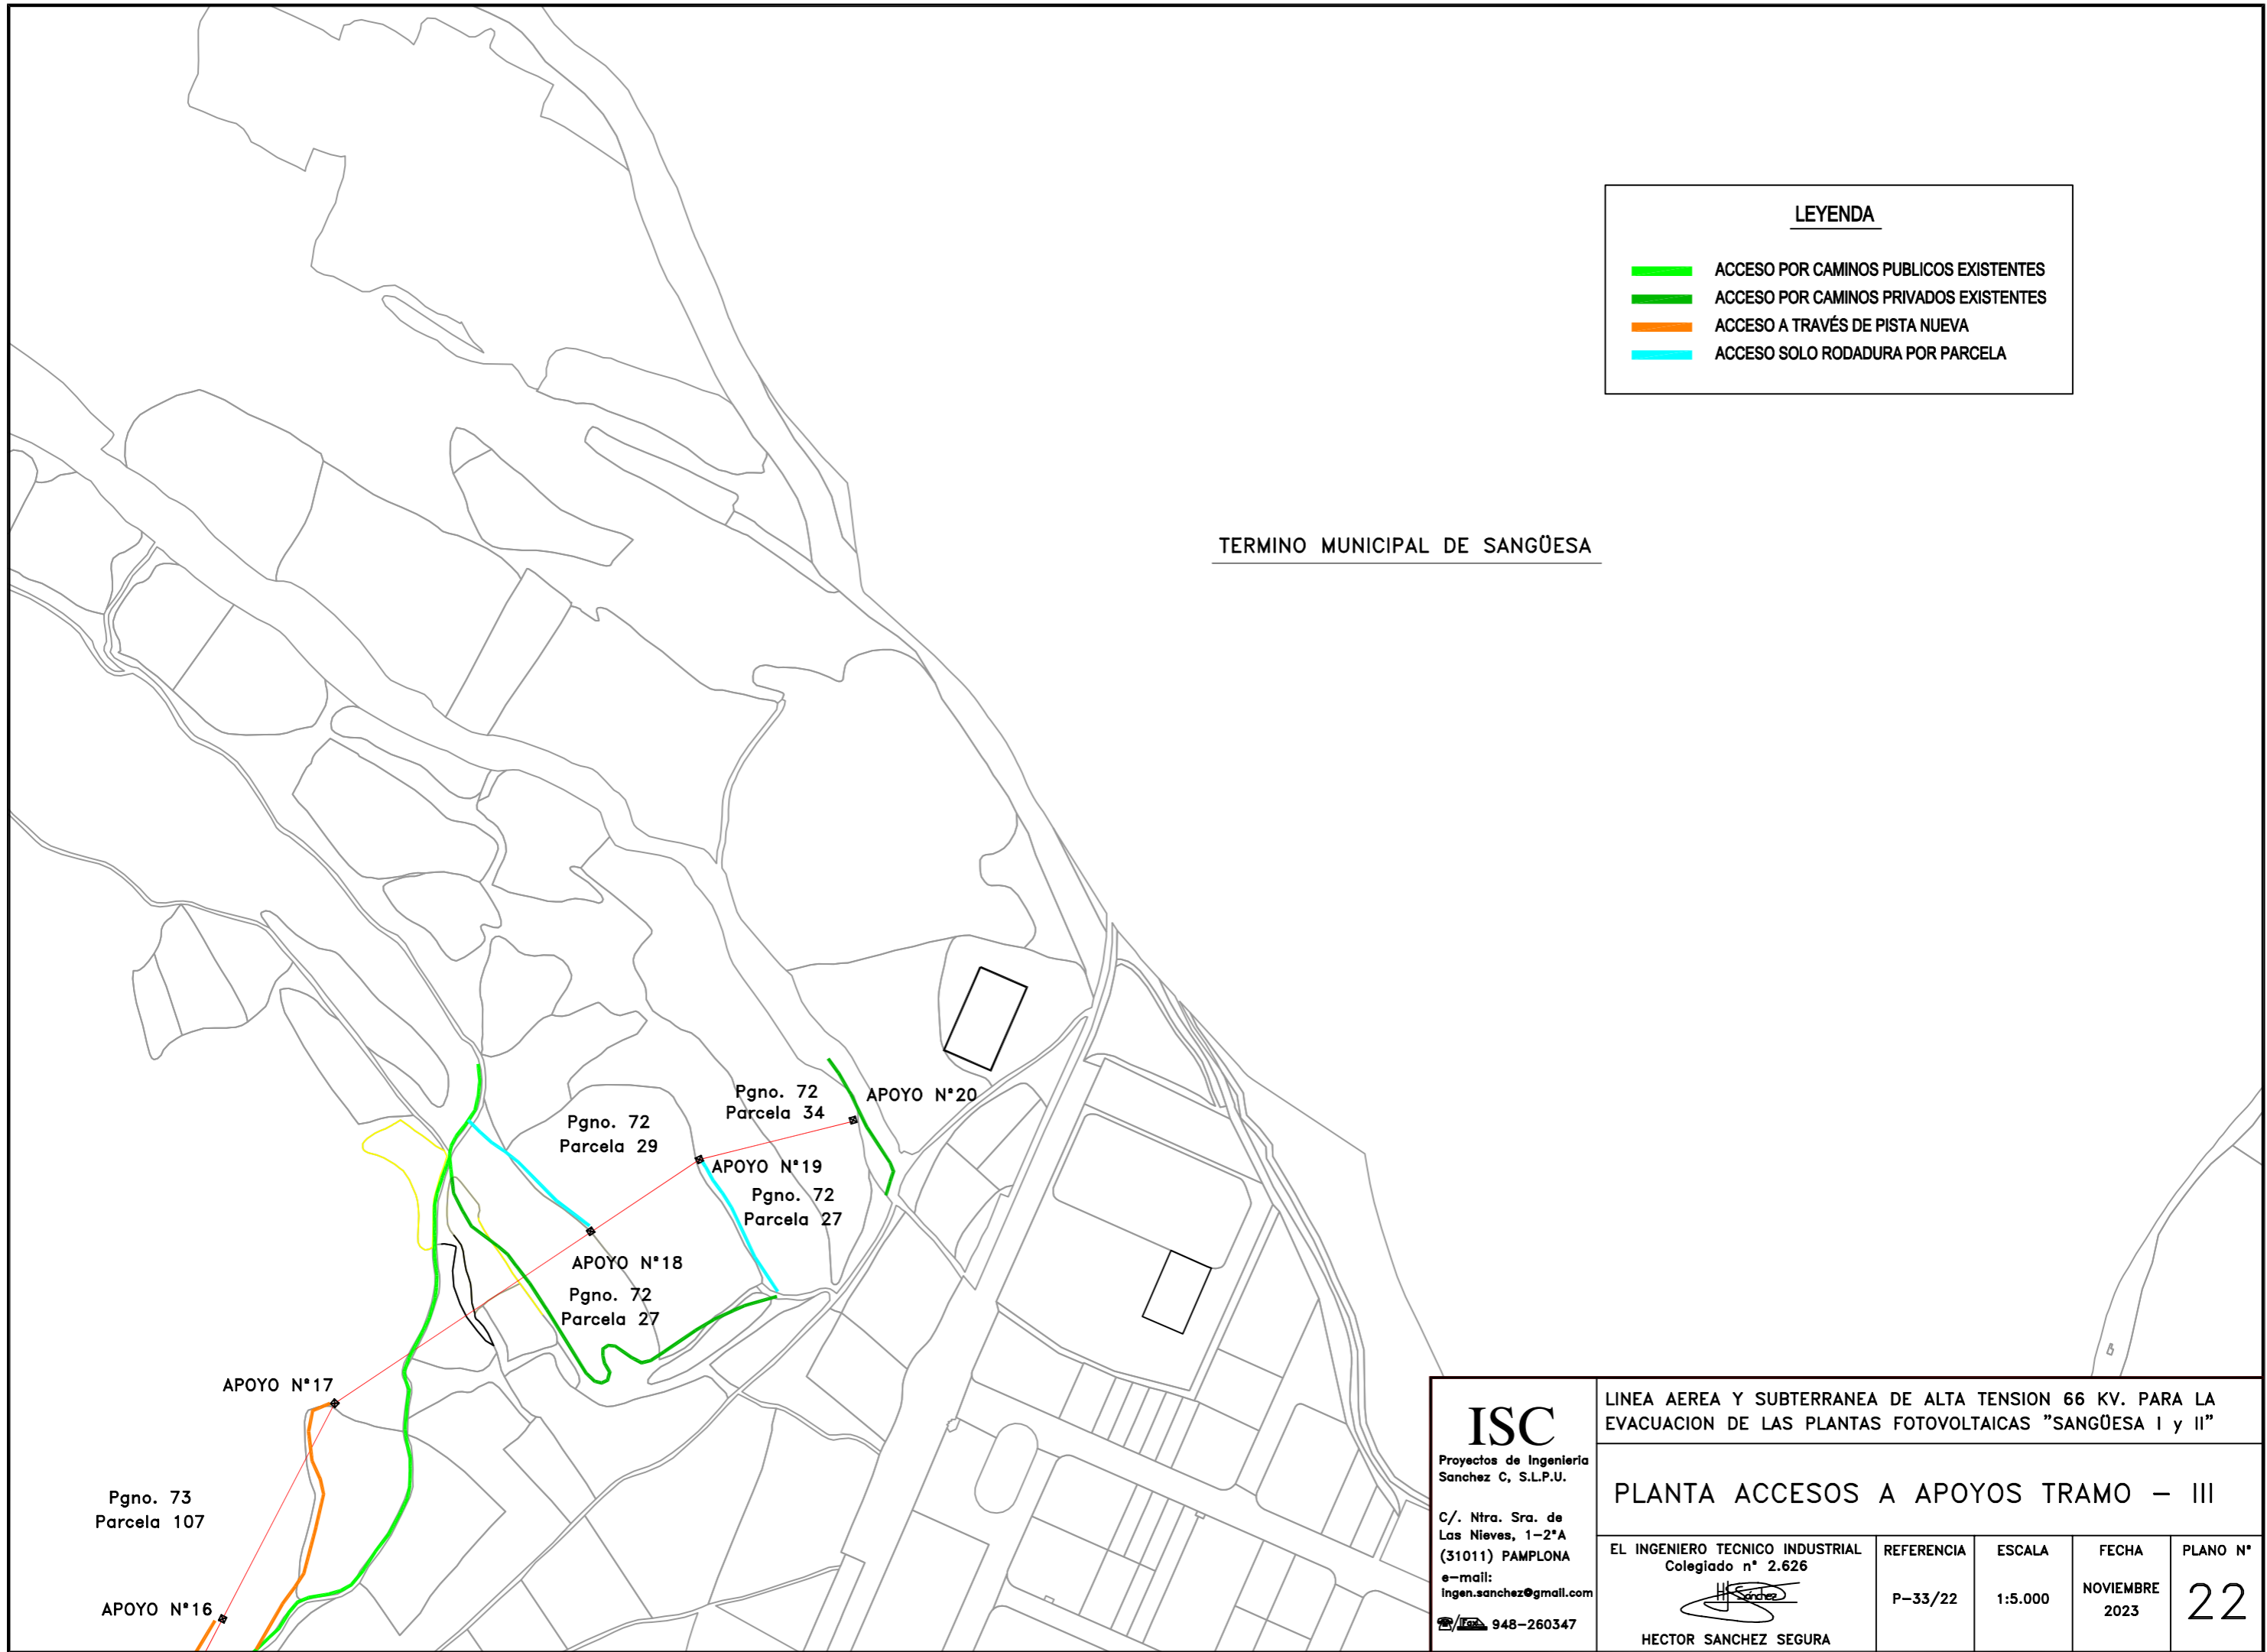 LEYENDA
ACCESO POR CAMINOS PUBLICOS EXISTENTES
ACCESO POR CAMINOS PRIVADOS EXISTENTES
ACCESO A TRAVÉS DE PISTA NUEVA
ACCESO SOLO RODADURA POR PARCELA
TERMINO MUNICIPAL DE SANGÜESA
Pgno. 72
Parcela 34
APOYO N°20
Pgno. 72
Parcela 29
APOYO N°19
Pgno. 72
Parcela 27
APOYO N°18
Pgno. 72
Parcela 27
APOYO N°17
Pgno. 73
Parcela 107
APOYO N°16
ISC
Proyectos de Ingenieria
Sanchez C, S.L.P.U.
C/. Ntra. Sra. de
Las Nieves, 1-2°A
(31011) PAMPLONA
e-mail:
ingen.sanchez@gmail.com
Fax 948-260347
LINEA AEREA Y SUBTERRANEA DE ALTA TENSION 66 KV. PARA LA
EVACUACION DE LAS PLANTAS FOTOVOLTAICAS "SANGÜESA I y II"
PLANTA ACCESOS A APOYOS TRAMO - III
EL INGENIERO TECNICO INDUSTRIAL
Colegiado n° 2.626
Sánchez
HECTOR SANCHEZ SEGURA
REFERENCIA
P-33/22
ESCALA
1:5.000
FECHA
NOVIEMBRE
2023
PLANO N°
22